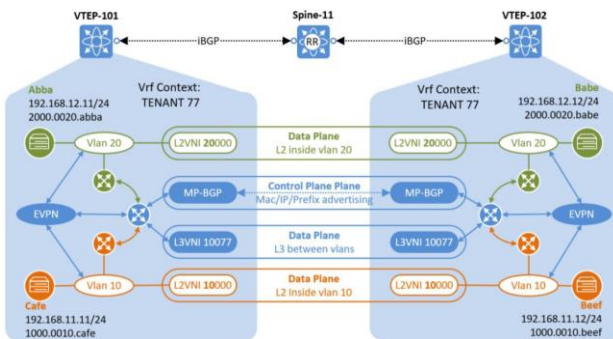 VTEP-101
Spine-11
VTEP-102
iBGP
RR
iBGP
Abba
192.168.12.11/24
2000.0020.abba
Vrf Context:
TENANT 77
Vrf Context:
TENANT 77
Babe
192.168.12.12/24
2000.0020.babe
Vlan 20
L2VNI 20000
Data Plane
L2 inside vlan 20
L2VNI 20000
Vlan 20
MP-BGP
Control Plane Plane
Mac/IP/Prefix advertising
MP-BGP
EVPN
EVPN
L3VNI 10077
Data Plane
L3 between vlans
L3VNI 10077
Vlan 10
L2VNI 10000
Data Plane
L2 Inside vlan 10
L2VNI 10000
Vlan 10
Cafe
192.168.11.11/24
1000.0010.cafe
Beef
192.168.11.12/24
1000.0010.beef